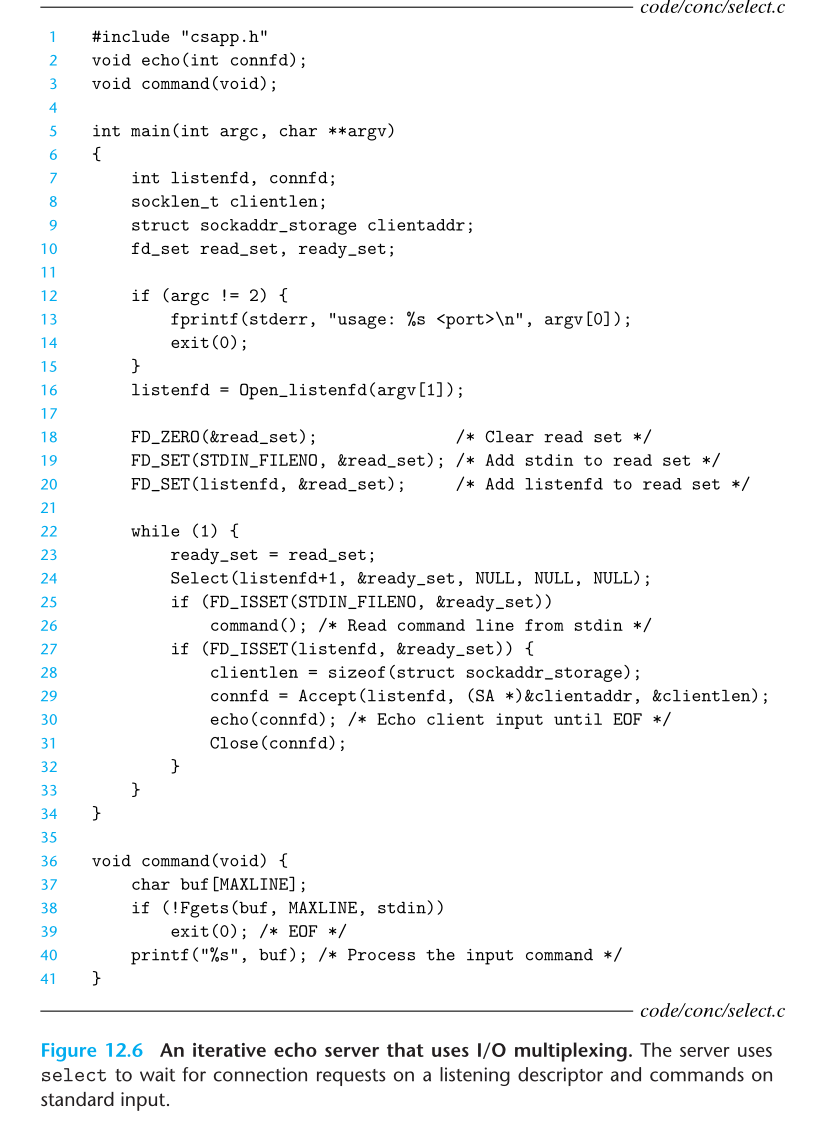 code/conc/select.c
1 #include "csapp.h"
2 void echo(int connfd);
3 void command(void);
4
5 int main(int argc, char **argv)
6 {
7     int listenfd, connfd;
8     socklen_t clientlen;
9     struct sockaddr_storage clientaddr;
10     fd_set read_set, ready_set;
11
12     if (argc != 2) {
13         fprintf(stderr, "usage: %s <port>\n", argv[0]);
14         exit(0);
15     }
16     listenfd = Open_listenfd(argv[1]);
17
18     FD_ZERO(&read_set);              /* Clear read set */
19     FD_SET(STDIN_FILENO, &read_set); /* Add stdin to read set */
20     FD_SET(listenfd, &read_set);     /* Add listenfd to read set */
21
22     while (1) {
23         ready_set = read_set;
24         Select(listenfd+1, &ready_set, NULL, NULL, NULL);
25         if (FD_ISSET(STDIN_FILENO, &ready_set))
26             command(); /* Read command line from stdin */
27         if (FD_ISSET(listenfd, &ready_set)) {
28             clientlen = sizeof(struct sockaddr_storage);
29             connfd = Accept(listenfd, (SA *)&clientaddr, &clientlen);
30             echo(connfd); /* Echo client input until EOF */
31             Close(connfd);
32         }
33     }
34 }
35
36 void command(void) {
37     char buf[MAXLINE];
38     if (!Fgets(buf, MAXLINE, stdin))
39         exit(0); /* EOF */
40     printf("%s", buf); /* Process the input command */
41 }
code/conc/select.c
Figure 12.6 An iterative echo server that uses I/O multiplexing. The server uses
select to wait for connection requests on a listening descriptor and commands on
standard input.